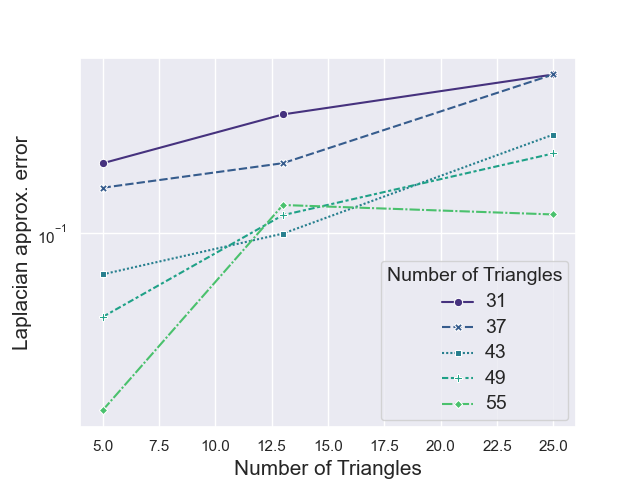 Laplacian approx. error
10⁻¹
Number of Triangles
31
37
43
49
55
5.0 7.5 10.0 12.5 15.0 17.5 20.0 22.5 25.0
Number of Triangles